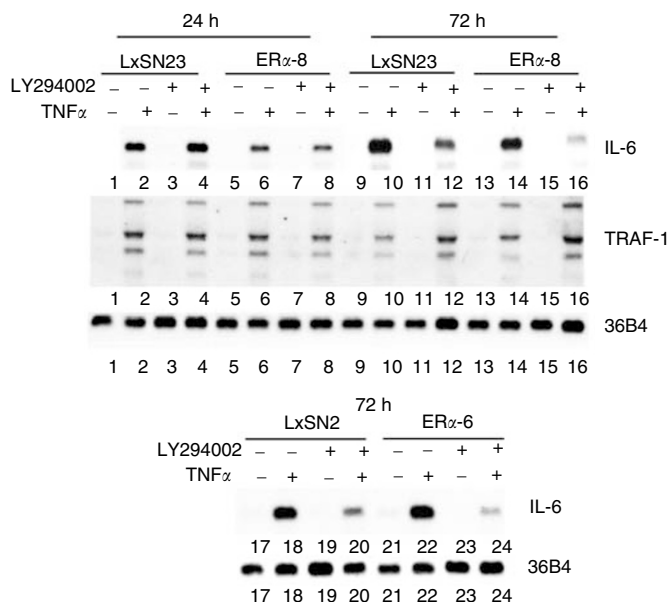 24 h 72 h
LxSN23 ERα-8 LxSN23 ERα-8
LY294002 – – + + – – + + – – + + – – + +
TNFα – + – + – + – + – + – + – + – +
IL-6
1 2 3 4 5 6 7 8 9 10 11 12 13 14 15 16
TRAF-1
1 2 3 4 5 6 7 8 9 10 11 12 13 14 15 16
36B4
1 2 3 4 5 6 7 8 9 10 11 12 13 14 15 16
72 h
LxSN2 ERα-6
LY294002 – – + + – – + +
TNFα – + – + – + – +
IL-6
17 18 19 20 21 22 23 24
36B4
17 18 19 20 21 22 23 24